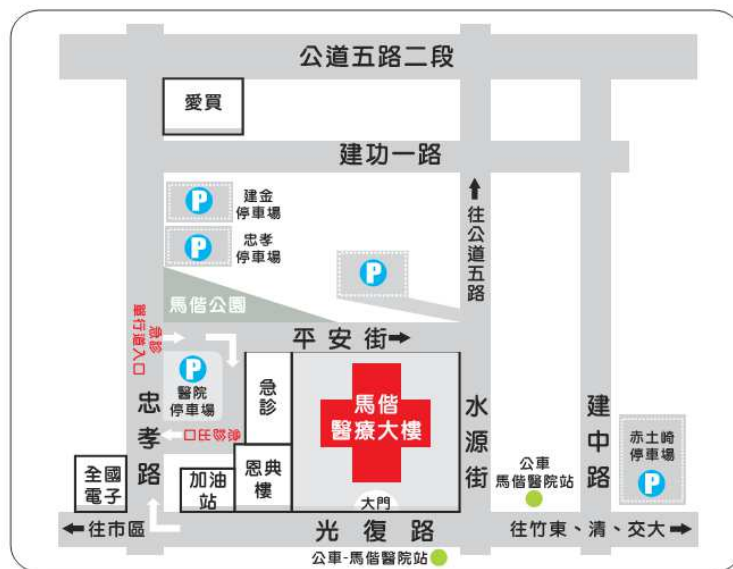 公道五路二段
愛買
建功一路
P
建金
停車場
P
忠孝
停車場
P
往公道五路
馬偕公園
急診
單行道入口
平安街
P
醫院
停車場
急診
馬偕
醫療大樓
忠孝路
水源街
建中路
急診出口
赤土崎
停車場
P
公車
馬偕醫院站
全國
電子
加油
站
恩典
樓
大門
往市區
光復路
往竹東、清、交大
公車-馬偕醫院站